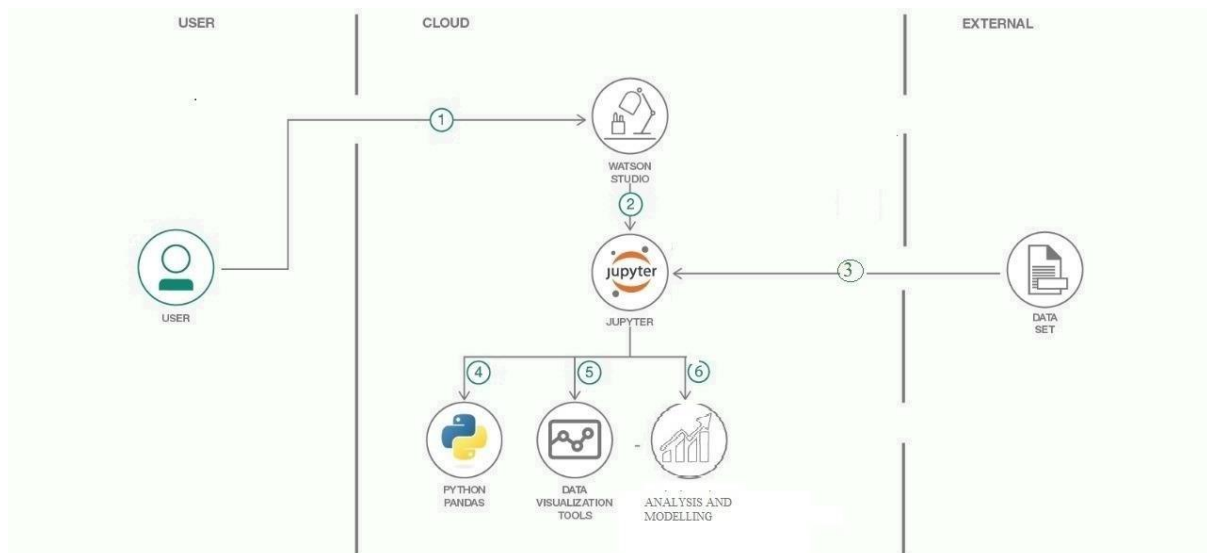 USER
CLOUD
EXTERNAL
1
WATSON
STUDIO
2
jupyter
JUPYTER
3
USER
DATA
SET
4
5
6
PYTHON
PANDAS
DATA
VISUALIZATION
TOOLS
ANALYSIS AND
MODELLING